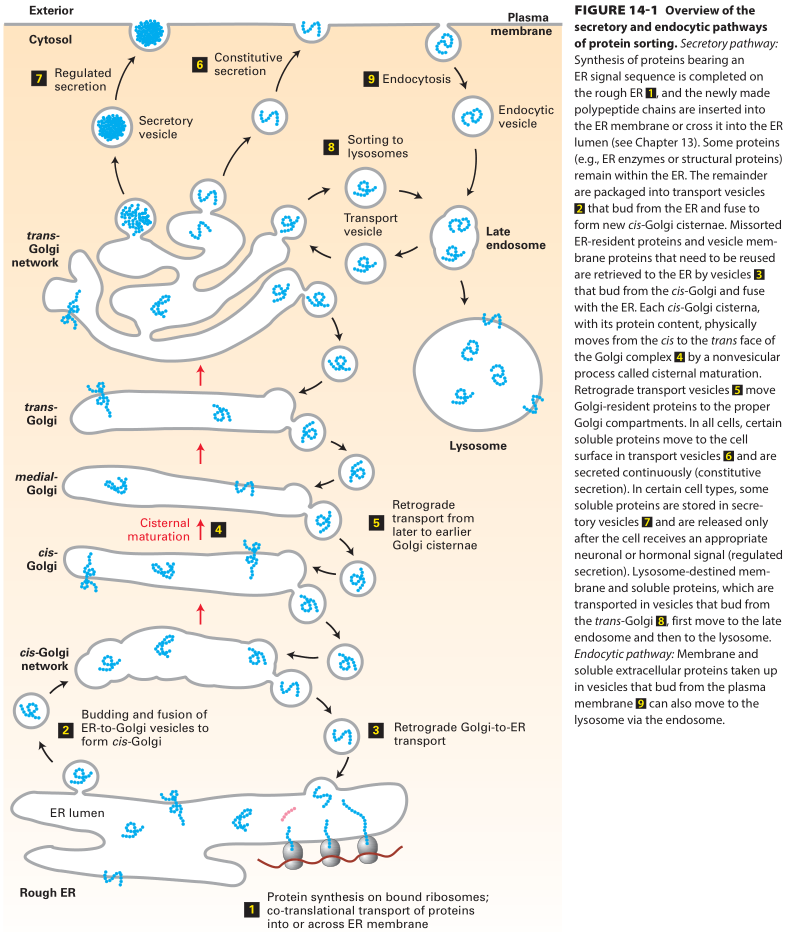 Exterior
Plasma
membrane
Cytosol
7 Regulated
secretion
6 Constitutive
secretion
9 Endocytosis
Secretory
vesicle
Endocytic
vesicle
8 Sorting to
lysosomes
trans-
Golgi
network
Transport
vesicle
Late
endosome
trans-
Golgi
Lysosome
medial-
Golgi
Cisternal
maturation
4
5 Retrograde
transport from
later to earlier
Golgi cisternae
cis-
Golgi
cis-Golgi
network
2 Budding and fusion of
ER-to-Golgi vesicles to
form cis-Golgi
3 Retrograde Golgi-to-ER
transport
ER lumen
Rough ER
1 Protein synthesis on bound ribosomes;
co-translational transport of proteins
into or across ER membrane
FIGURE 14-1 Overview of the
secretory and endocytic pathways
of protein sorting. Secretory pathway:
Synthesis of proteins bearing an
ER signal sequence is completed on
the rough ER 1, and the newly made
polypeptide chains are inserted into
the ER membrane or cross it into the ER
lumen (see Chapter 13). Some proteins
(e.g., ER enzymes or structural proteins)
remain within the ER. The remainder
are packaged into transport vesicles
2 that bud from the ER and fuse to
form new cis-Golgi cisternae. Missorted
ER-resident proteins and vesicle mem-
brane proteins that need to be reused
are retrieved to the ER by vesicles 3
that bud from the cis-Golgi and fuse
with the ER. Each cis-Golgi cisterna,
with its protein content, physically
moves from the cis to the trans face of
the Golgi complex 4 by a nonvesicular
process called cisternal maturation.
Retrograde transport vesicles 5 move
Golgi-resident proteins to the proper
Golgi compartments. In all cells, certain
soluble proteins move to the cell
surface in transport vesicles 6 and are
secreted continuously (constitutive
secretion). In certain cell types, some
soluble proteins are stored in secre-
tory vesicles 7 and are released only
after the cell receives an appropriate
neuronal or hormonal signal (regulated
secretion). Lysosome-destined mem-
brane and soluble proteins, which are
transported in vesicles that bud from
the trans-Golgi 8, first move to the late
endosome and then to the lysosome.
Endocytic pathway: Membrane and
soluble extracellular proteins taken up
in vesicles that bud from the plasma
membrane 9 can also move to the
lysosome via the endosome.